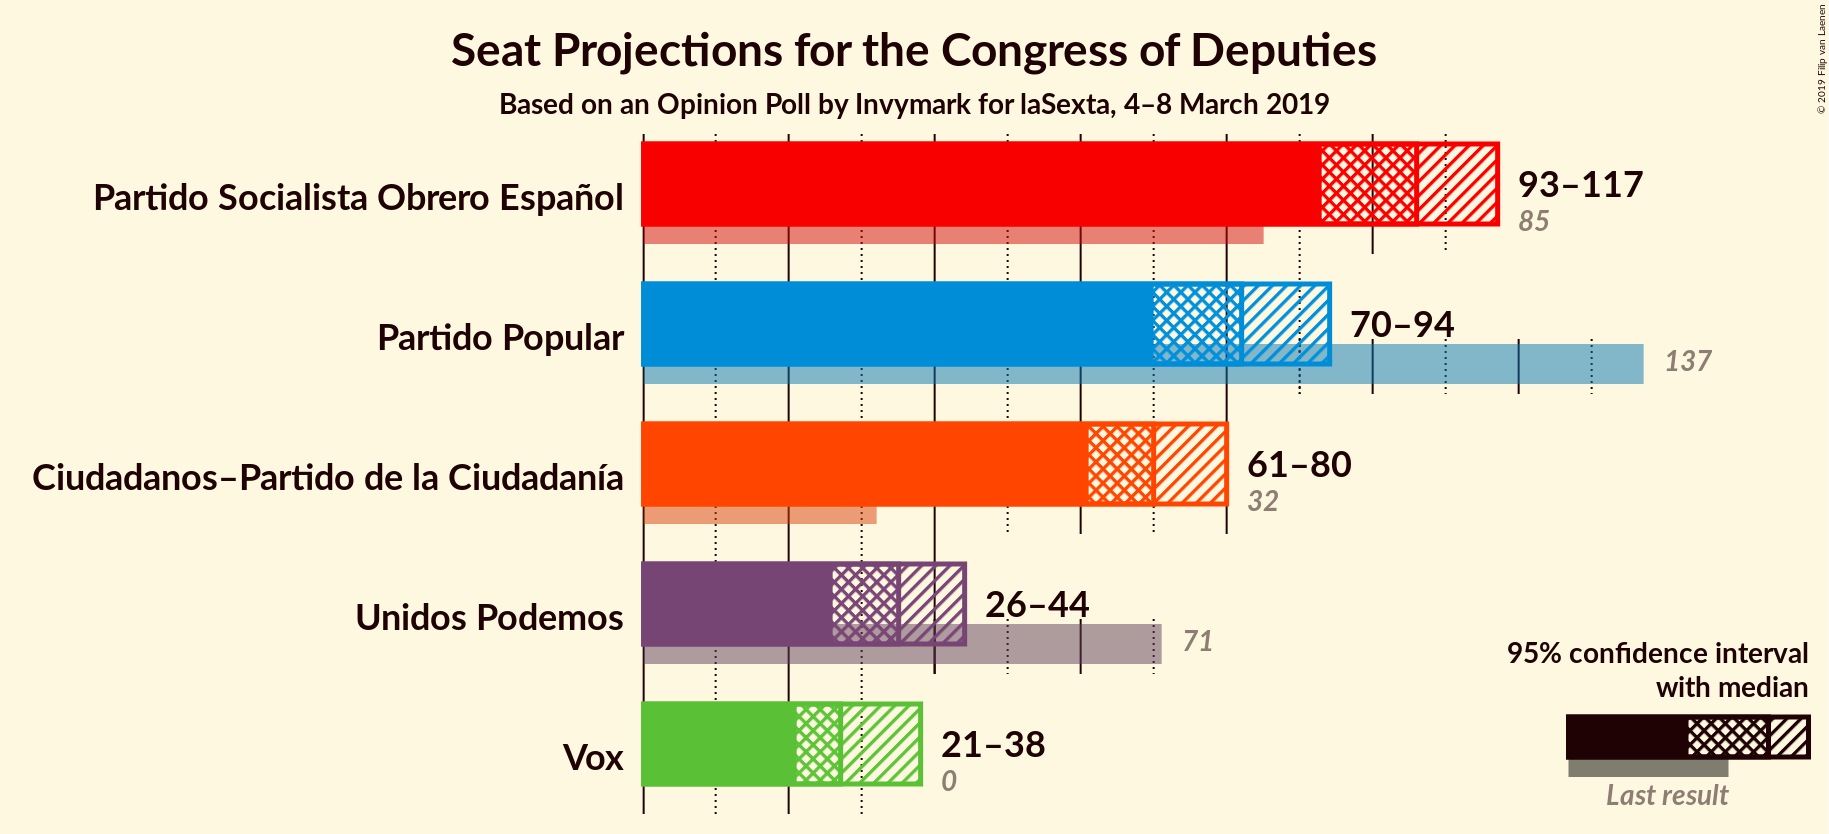 Seat Projections for the Congress of Deputies
Based on an Opinion Poll by Invymark for laSexta, 4–8 March 2019
© 2019 Filip van Laenen
Partido Socialista Obrero Español
93–117
85
Partido Popular
70–94
137
Ciudadanos–Partido de la Ciudadanía
61–80
32
Unidos Podemos
26–44
71
Vox
21–38
0
95% confidence interval
with median
Last result